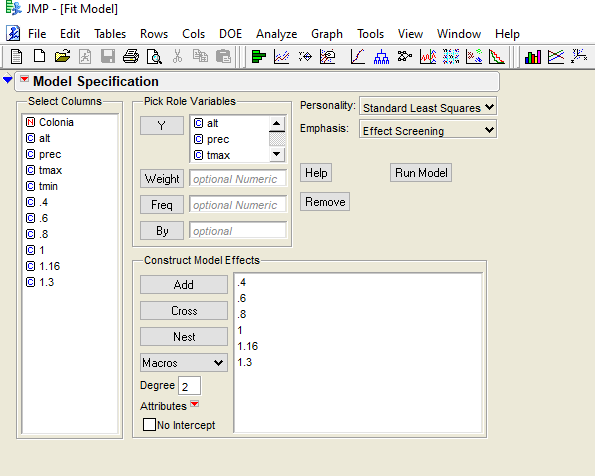 JMP - [Fit Model]
File Edit Tables Rows Cols DOE Analyze Graph Tools View Window Help
Model Specification
Select Columns
Colonia
alt
prec
tmax
tmin
.4
.6
.8
1
1.16
1.3
Pick Role Variables
Y
alt
prec
tmax
Weight optional Numeric
Freq optional Numeric
By optional
Personality: Standard Least Squares
Emphasis: Effect Screening
Help Run Model
Remove
Construct Model Effects
Add
Cross
Nest
Macros
Degree 2
Attributes
No Intercept
.4
.6
.8
1
1.16
1.3